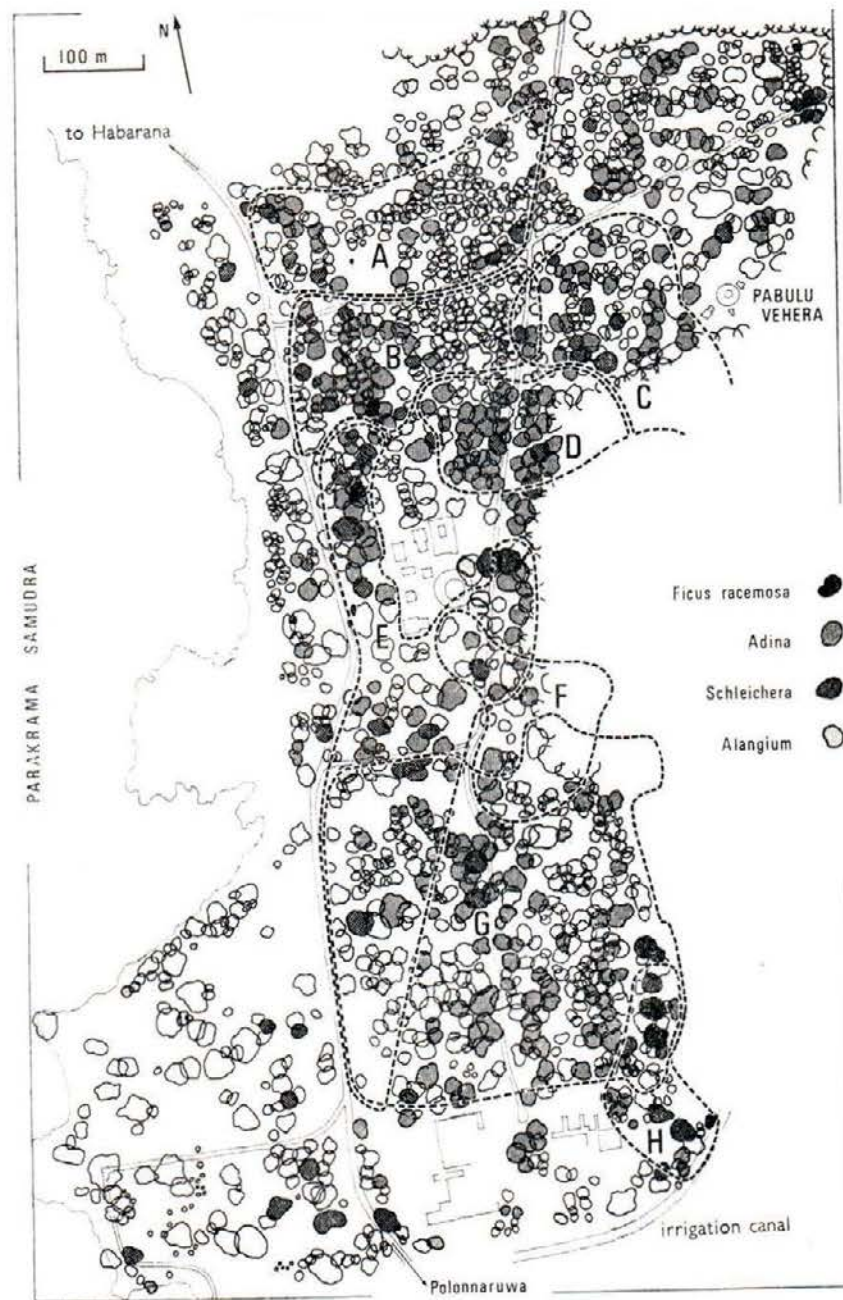 N
100 m
to Habarana
A
PABULU
VEHERA
B
C
D
PARAKRAMA SAMUDRA
E
F
Ficus racemosa
Adina
Schleichera
Alangium
G
H
irrigation canal
Polonnaruwa